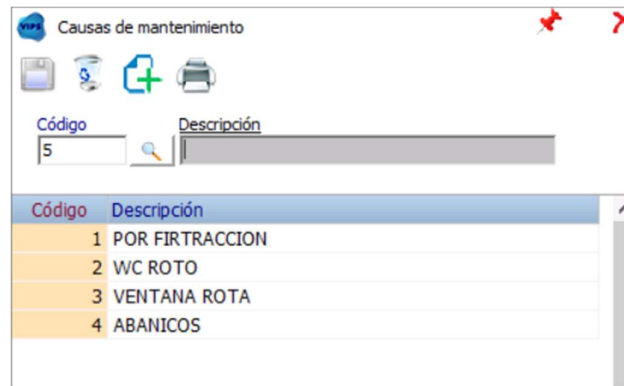 VIPS Causas de mantenimiento
Código Descripción
5
Código Descripción
1 POR FIRTRACCION
2 WC ROTO
3 VENTANA ROTA
4 ABANICOS